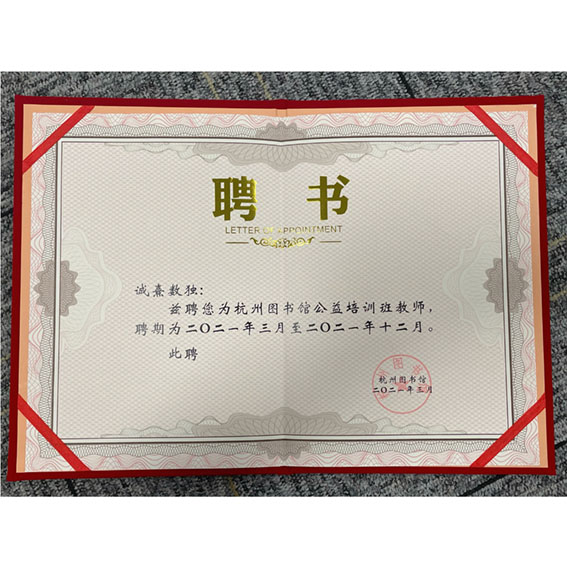 聘 书
LETTER OF APPOINTMENT
诚熹数独：
兹聘您为杭州图书馆公益培训班教师，
聘期为二〇二一年三月至二〇二一年十二月。
此聘
杭州图书馆
二〇二一年三月